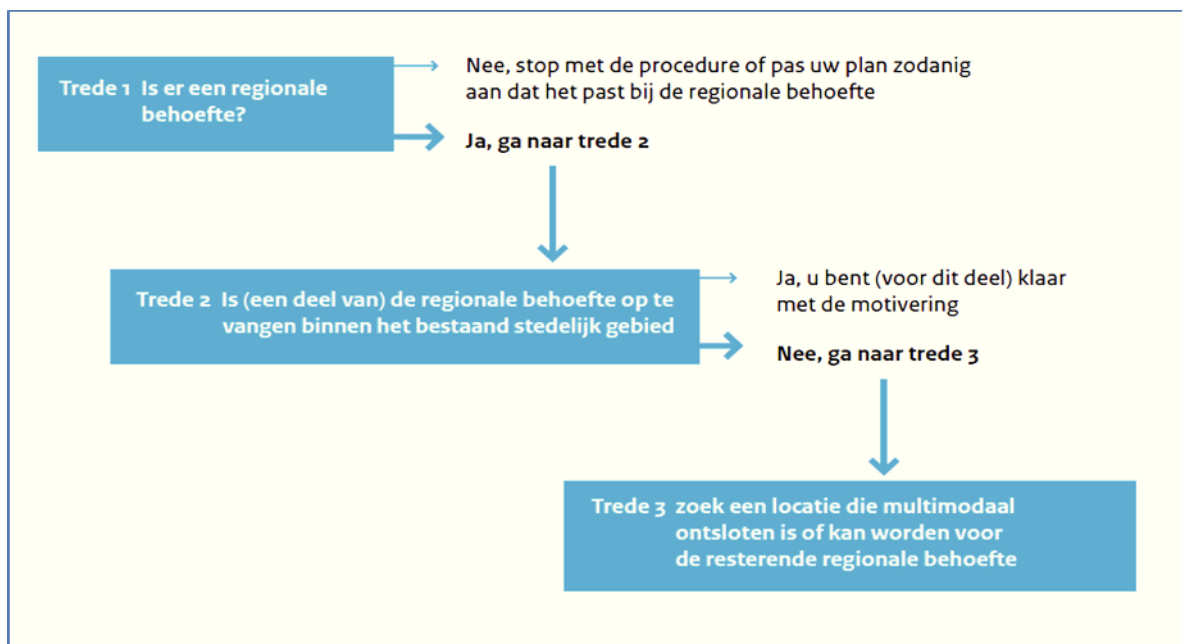 Trede 1 Is er een regionale
behoefte?
Nee, stop met de procedure of pas uw plan zodanig
aan dat het past bij de regionale behoefte
Ja, ga naar trede 2
Trede 2 Is (een deel van) de regionale behoefte op te
vangen binnen het bestaand stedelijk gebied
Ja, u bent (voor dit deel) klaar
met de motivering
Nee, ga naar trede 3
Trede 3 zoek een locatie die multimodaal
ontsloten is of kan worden voor
de resterende regionale behoefte